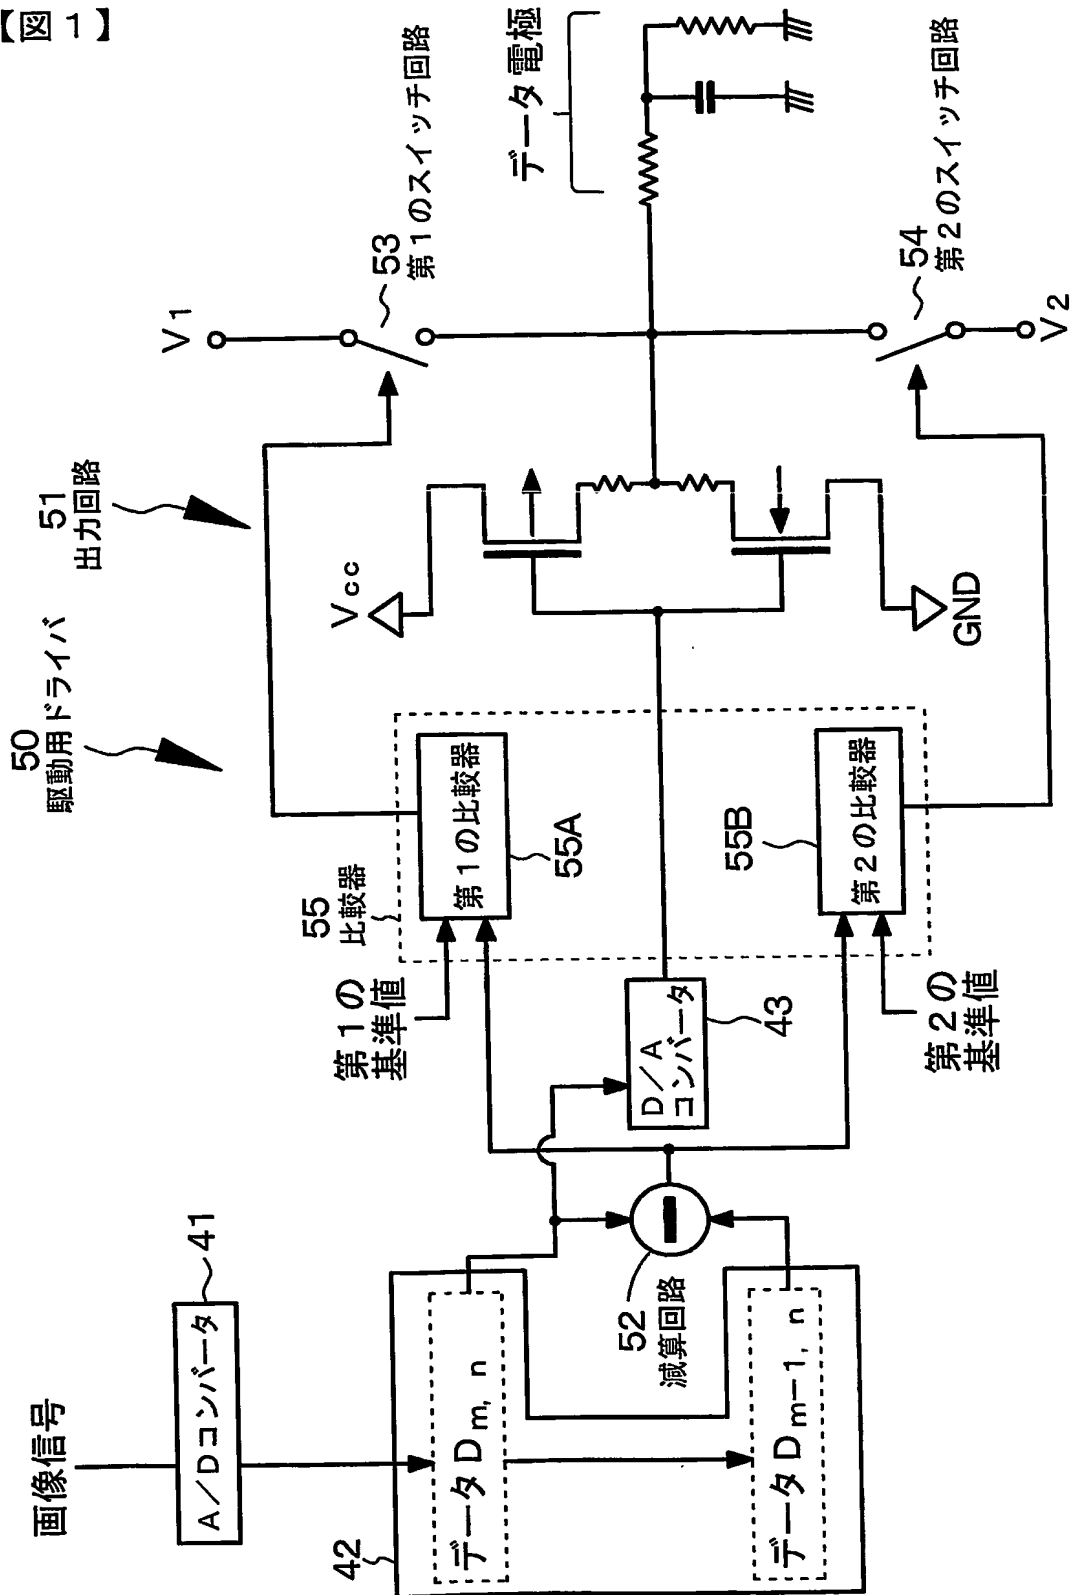 【図1】
画像信号
A/Dコンバータ
41
42
データDm, n
データDm−1, n
52
減算回路
D/A
コンバータ
43
50
駆動用ドライバ
51
出力回路
第1の
基準値
55
比較器
第1の比較器
55A
55B
第2の比較器
第2の
基準値
Vcc
GND
V1
53
第1のスイッチ回路
54
第2のスイッチ回路
V2
データ電極